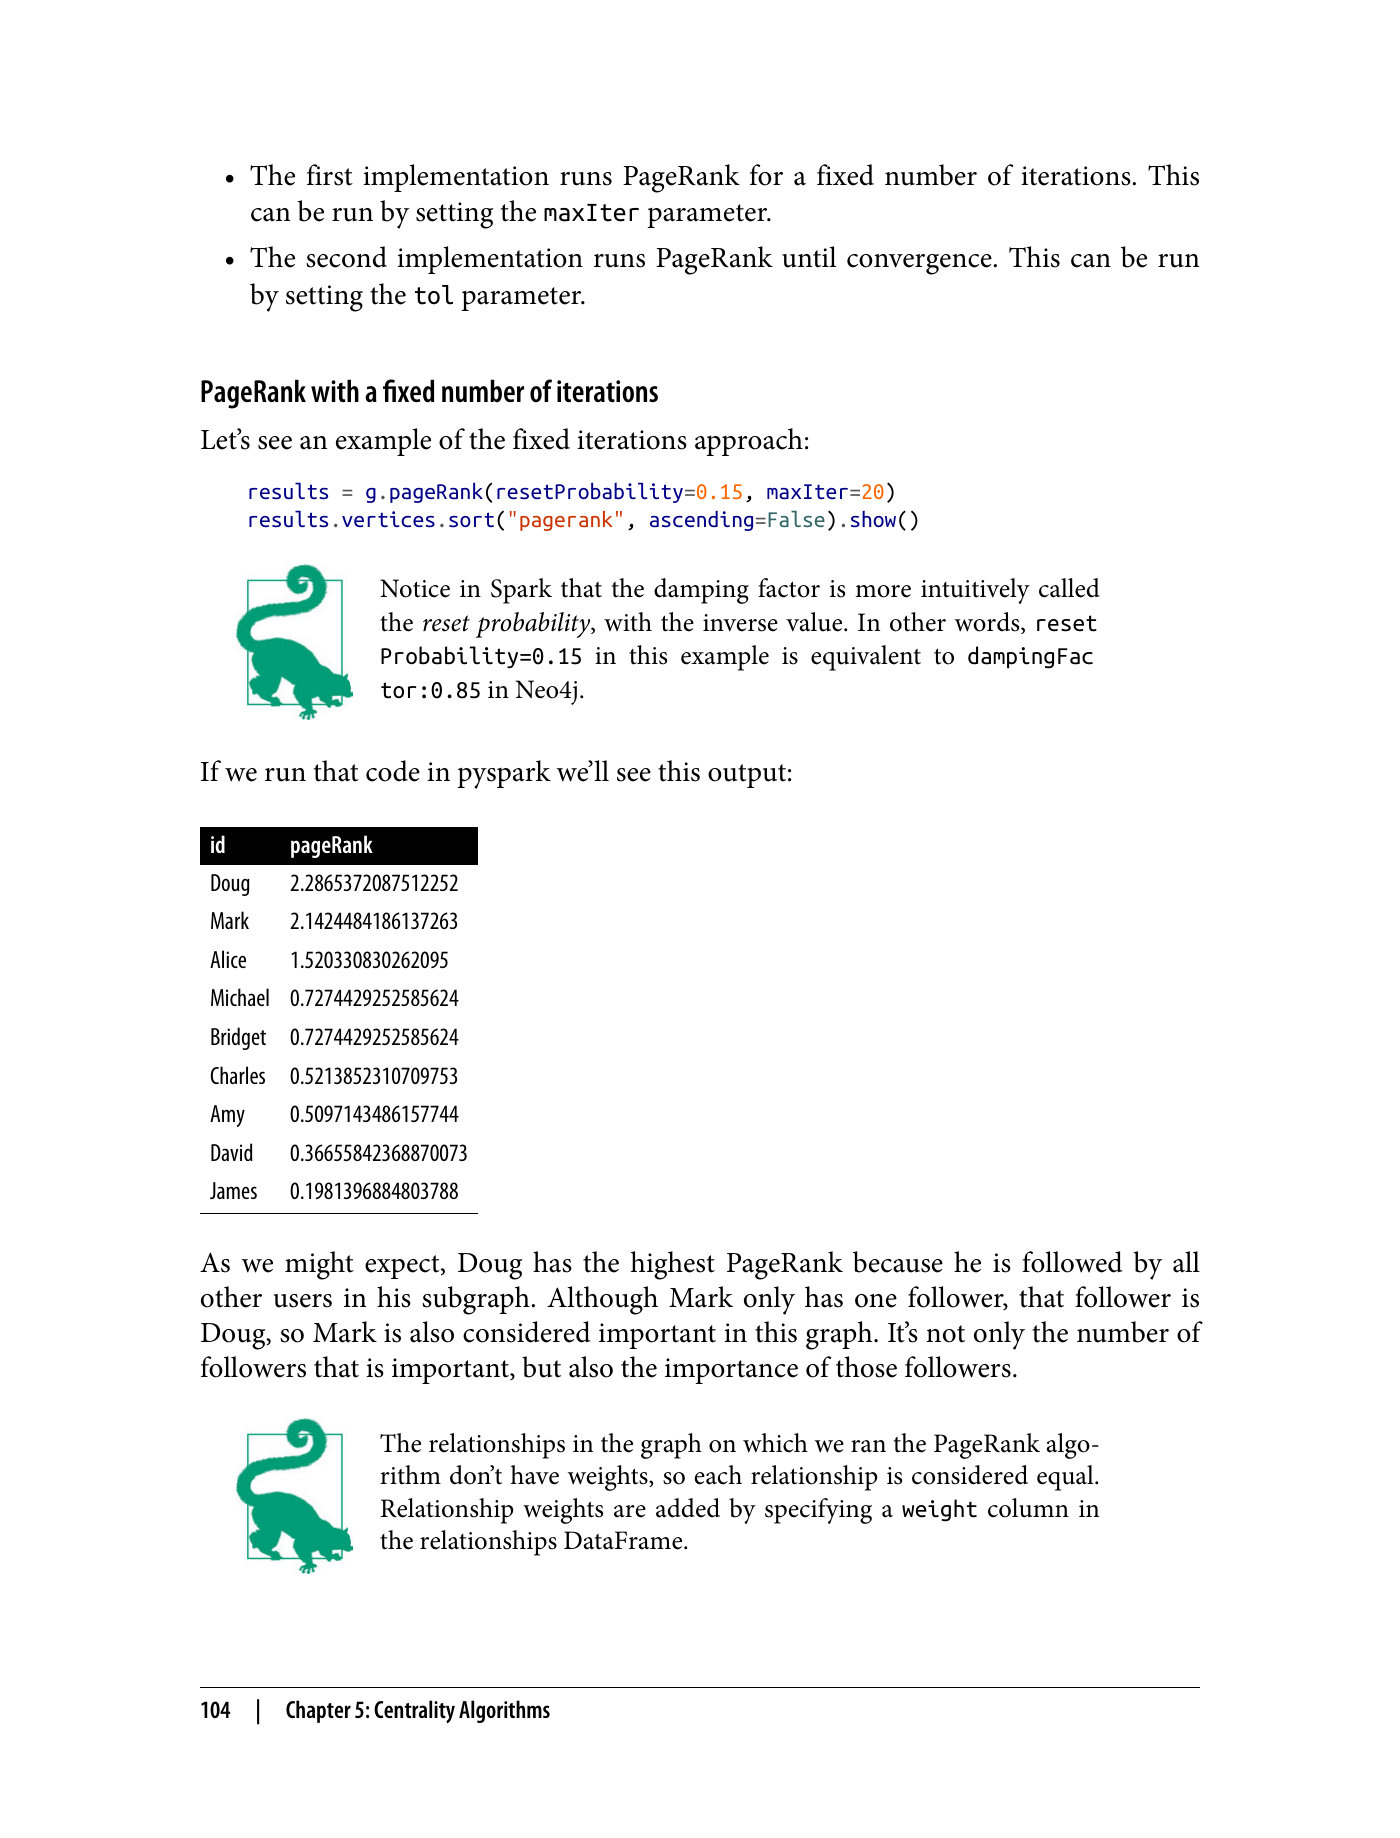 • The first implementation runs PageRank for a fixed number of iterations. This
can be run by setting the maxIter parameter.
• The second implementation runs PageRank until convergence. This can be run
by setting the tol parameter.
PageRank with a fixed number of iterations
Let’s see an example of the fixed iterations approach:
results = g.pageRank(resetProbability=0.15, maxIter=20)
results.vertices.sort("pagerank", ascending=False).show()
Notice in Spark that the damping factor is more intuitively called
the reset probability, with the inverse value. In other words, reset
Probability=0.15 in this example is equivalent to dampingFac
tor:0.85 in Neo4j.
If we run that code in pyspark we’ll see this output:
id pageRank
Doug 2.2865372087512252
Mark 2.1424484186137263
Alice 1.520330830262095
Michael 0.7274429252585624
Bridget 0.7274429252585624
Charles 0.5213852310709753
Amy 0.5097143486157744
David 0.36655842368870073
James 0.1981396884803788
As we might expect, Doug has the highest PageRank because he is followed by all
other users in his subgraph. Although Mark only has one follower, that follower is
Doug, so Mark is also considered important in this graph. It’s not only the number of
followers that is important, but also the importance of those followers.
The relationships in the graph on which we ran the PageRank algo-
rithm don’t have weights, so each relationship is considered equal.
Relationship weights are added by specifying a weight column in
the relationships DataFrame.
104 | Chapter 5: Centrality Algorithms